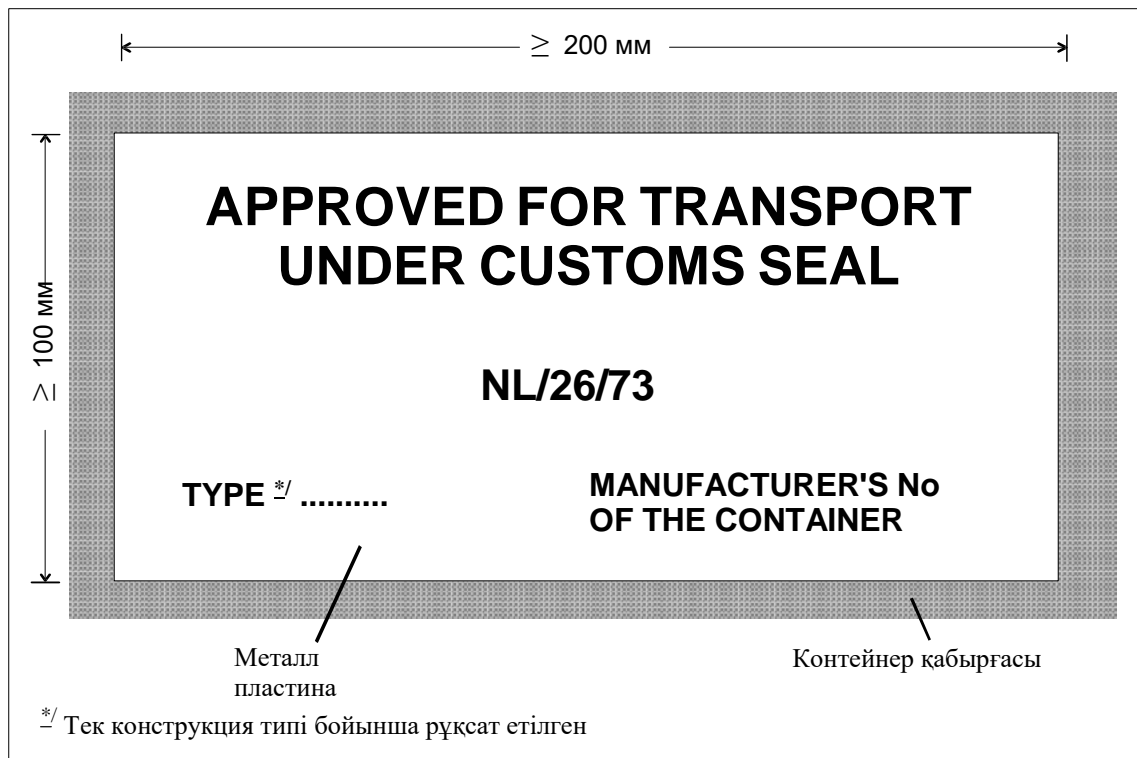 ≥ 200 мм
≥ 100 мм
APPROVED FOR TRANSPORT
UNDER CUSTOMS SEAL
NL/26/73
TYPE */ ..........
MANUFACTURER'S No
OF THE CONTAINER
Металл
пластина
Контейнер қабырғасы
*/ Тек конструкция типі бойынша рұқсат етілген